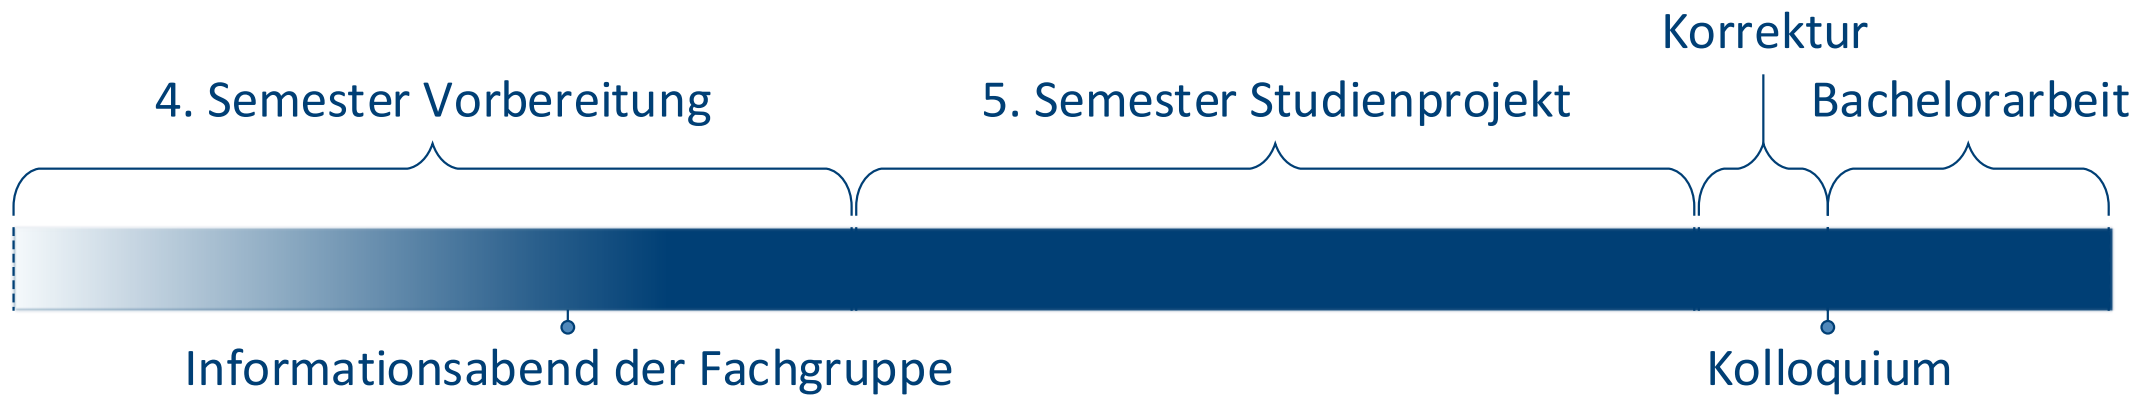 Korrektur
4. Semester Vorbereitung
5. Semester Studienprojekt
Bachelorarbeit
Informationsabend der Fachgruppe
Kolloquium